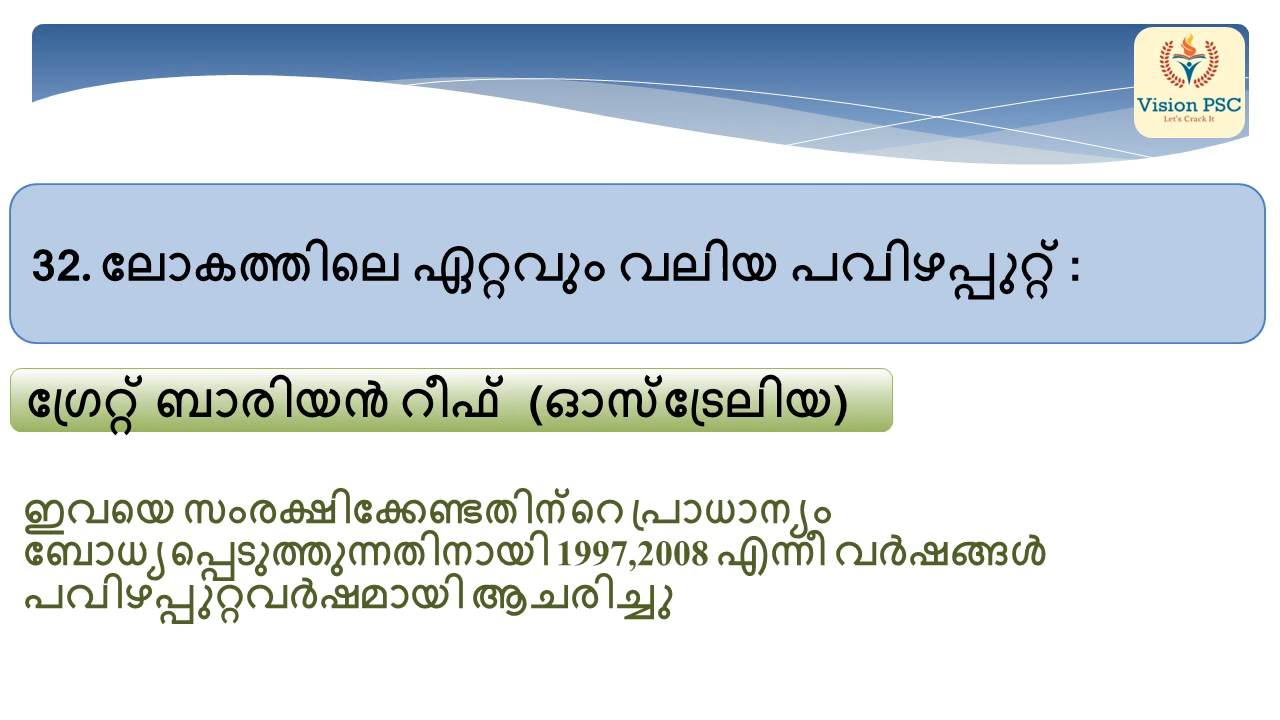 Vision PSC
Let's Crack It
32. ലോകത്തിലെ ഏറ്റവും വലിയ പവിഴപ്പുറ്റ് :
ഗ്രേറ്റ് ബാരിയൻ റീഫ് (ഓസ്ട്രേലിയ)
ഇവയെ സംരക്ഷിക്കേണ്ടതിന്റെ പ്രാധാന്യം
ബോധ്യപ്പെടുത്തുന്നതിനായി 1997,2008 എന്നീ വർഷങ്ങൾ
പവിഴപ്പുറ്റവർഷമായി ആചരിച്ചു